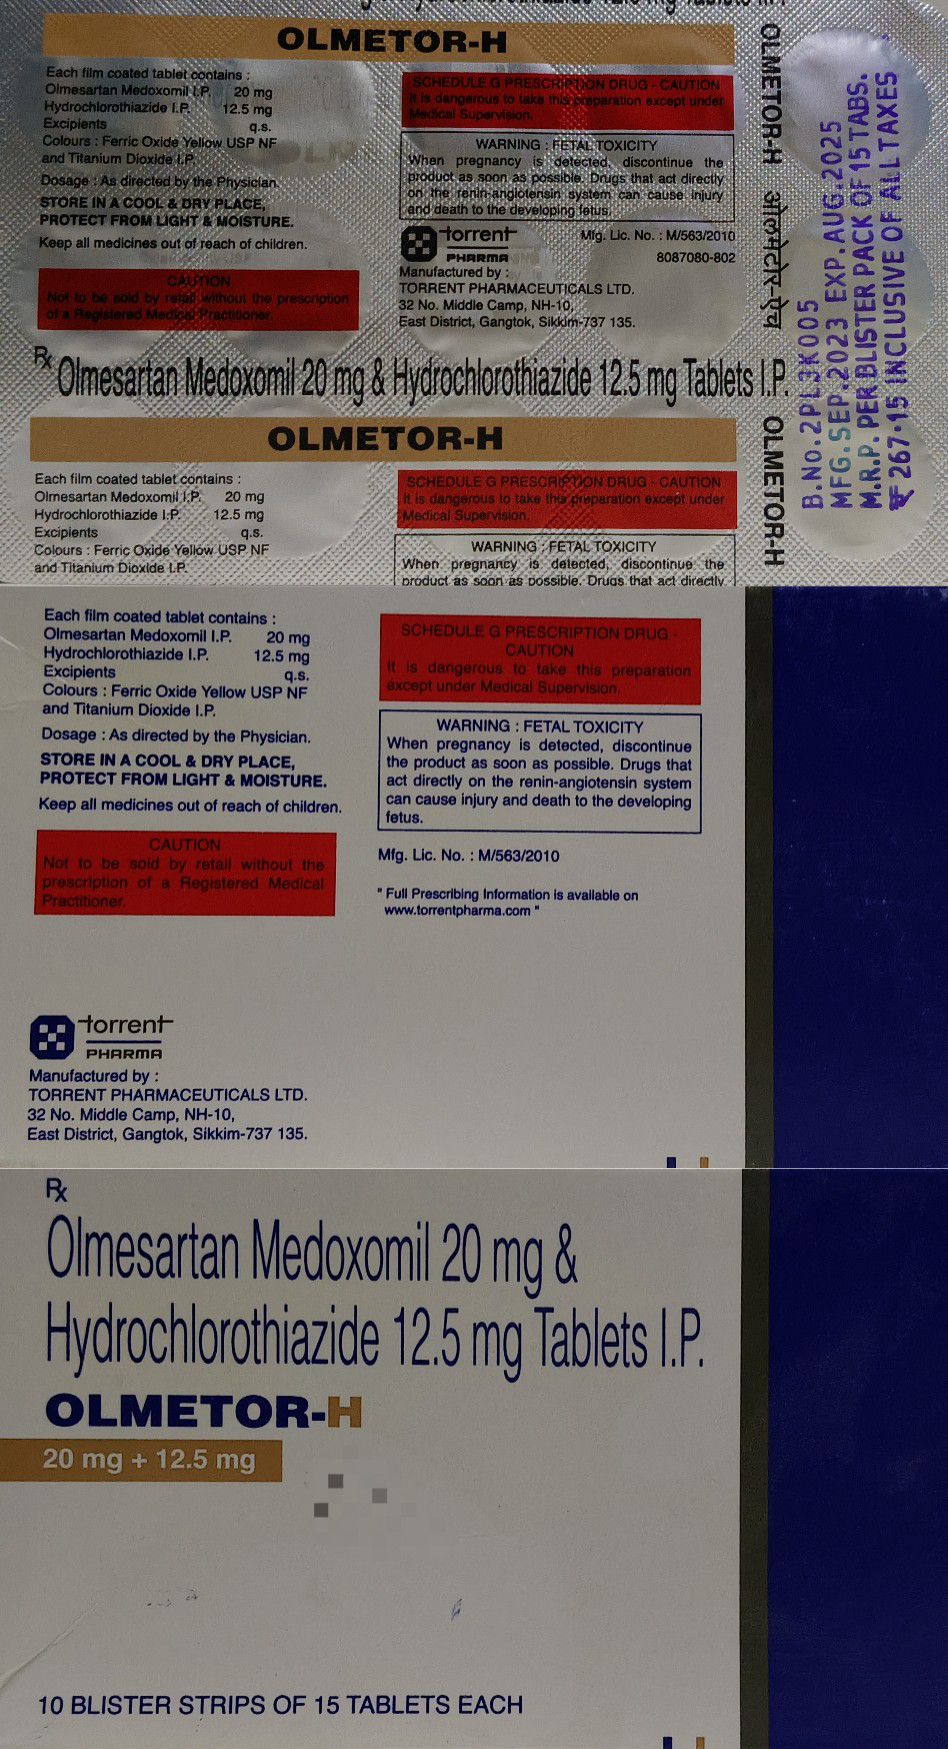 OLMETOR-H
Each film coated tablet contains :
Olmesartan Medoxomil I.P. 20 mg
Hydrochlorothiazide I.P. 12.5 mg
Excipients q.s.
Colours : Ferric Oxide Yellow USP NF
and Titanium Dioxide I.P.
Dosage : As directed by the Physician.
STORE IN A COOL & DRY PLACE,
PROTECT FROM LIGHT & MOISTURE.
Keep all medicines out of reach of children.
CAUTION
Not to be sold by retail without the prescription
of a Registered Medical Practitioner.
SCHEDULE G PRESCRIPTION DRUG - CAUTION
It is dangerous to take this preparation except under
Medical Supervision.
WARNING : FETAL TOXICITY
When pregnancy is detected, discontinue the
product as soon as possible. Drugs that act directly
on the renin-angiotensin system can cause injury
and death to the developing fetus.
torrent
PHARMA
Mfg. Lic. No. : M/563/2010
8087080-802
Manufactured by :
TORRENT PHARMACEUTICALS LTD.
32 No. Middle Camp, NH-10,
East District, Gangtok, Sikkim-737 135.
Rx Olmesartan Medoxomil 20 mg & Hydrochlorothiazide 12.5 mg Tablets I.P.
OLMETOR-H
Each film coated tablet contains :
Olmesartan Medoxomil I.P. 20 mg
Hydrochlorothiazide I.P. 12.5 mg
Excipients q.s.
Colours : Ferric Oxide Yellow USP NF
and Titanium Dioxide I.P.
SCHEDULE G PRESCRIPTION DRUG - CAUTION
It is dangerous to take this preparation except under
Medical Supervision.
WARNING : FETAL TOXICITY
When pregnancy is detected, discontinue the
product as soon as possible. Drugs that act directly
OLMETOR-H ओल्मेटोर-एच OLMETOR-H
B.No.2PL3K005
MFG.SEP.2023 EXP.AUG.2025
M.R.P. PER BLISTER PACK OF 15 TABS.
₹ 267.15 INCLUSIVE OF ALL TAXES
Each film coated tablet contains :
Olmesartan Medoxomil I.P. 20 mg
Hydrochlorothiazide I.P. 12.5 mg
Excipients q.s.
Colours : Ferric Oxide Yellow USP NF
and Titanium Dioxide I.P.
Dosage : As directed by the Physician.
STORE IN A COOL & DRY PLACE,
PROTECT FROM LIGHT & MOISTURE.
Keep all medicines out of reach of children.
CAUTION
Not to be sold by retail without the
prescription of a Registered Medical
Practitioner.
SCHEDULE G PRESCRIPTION DRUG -
CAUTION
It is dangerous to take this preparation
except under Medical Supervision.
WARNING : FETAL TOXICITY
When pregnancy is detected, discontinue
the product as soon as possible. Drugs that
act directly on the renin-angiotensin system
can cause injury and death to the developing
fetus.
Mfg. Lic. No. : M/563/2010
" Full Prescribing Information is available on
www.torrentpharma.com "
torrent
PHARMA
Manufactured by :
TORRENT PHARMACEUTICALS LTD.
32 No. Middle Camp, NH-10,
East District, Gangtok, Sikkim-737 135.
Rx
Olmesartan Medoxomil 20 mg &
Hydrochlorothiazide 12.5 mg Tablets I.P.
OLMETOR-H
20 mg + 12.5 mg
10 BLISTER STRIPS OF 15 TABLETS EACH